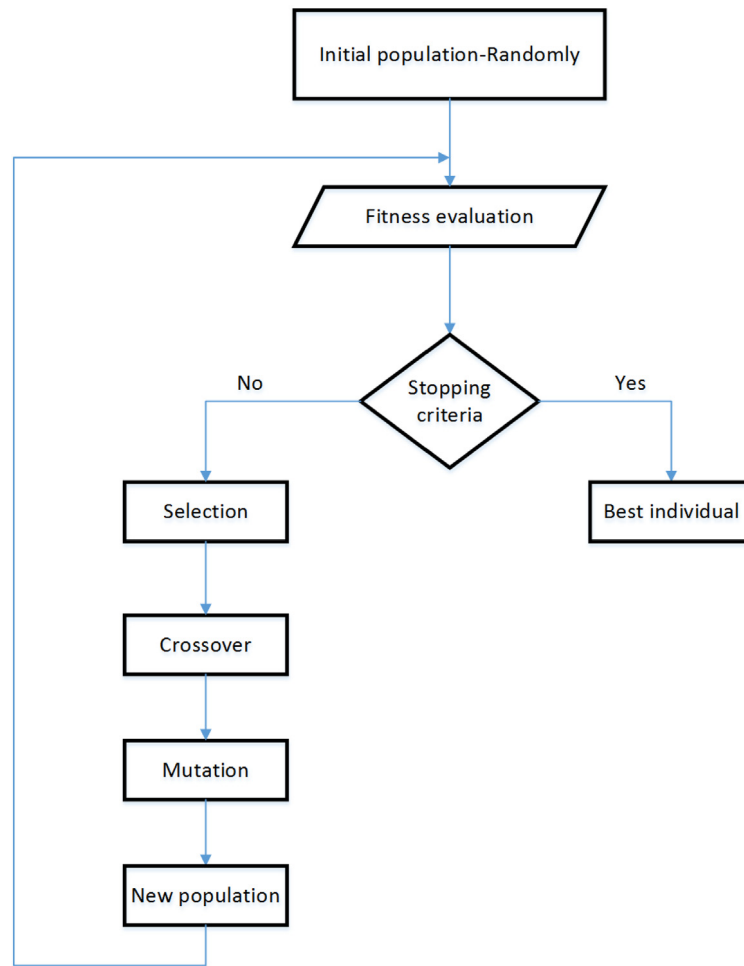 Initial population-Randomly
Fitness evaluation
Stopping
criteria
No
Yes
Selection
Best individual
Crossover
Mutation
New population